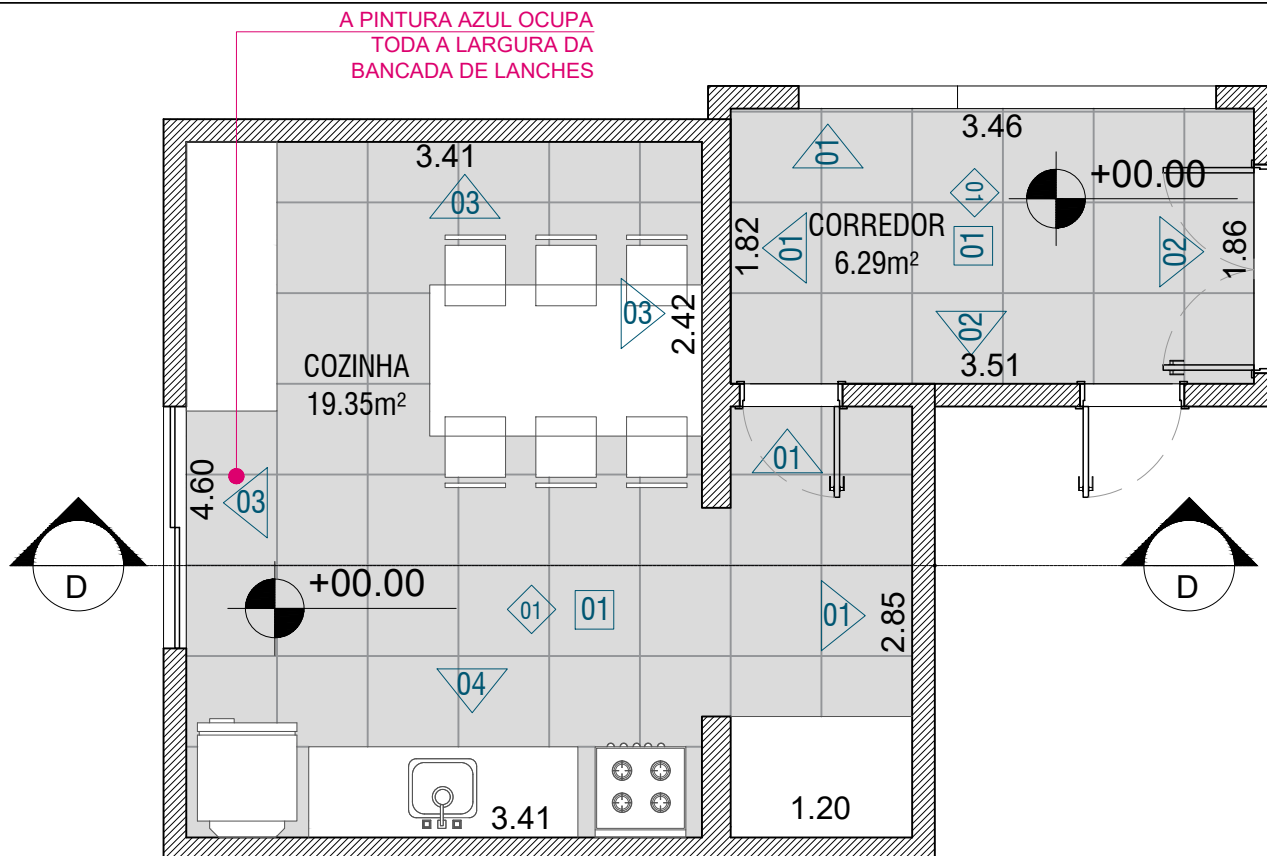 A PINTURA AZUL OCUPA
TODA A LARGURA DA
BANCADA DE LANCHES
3.41
03
3.46
01
01
+00.00
1.82
01
CORREDOR
6.29m²
01
02
1.86
02
3.51
03
2.42
COZINHA
19.35m²
01
4.60
03
D
D
+00.00
01
01
01
2.85
04
3.41
1.20